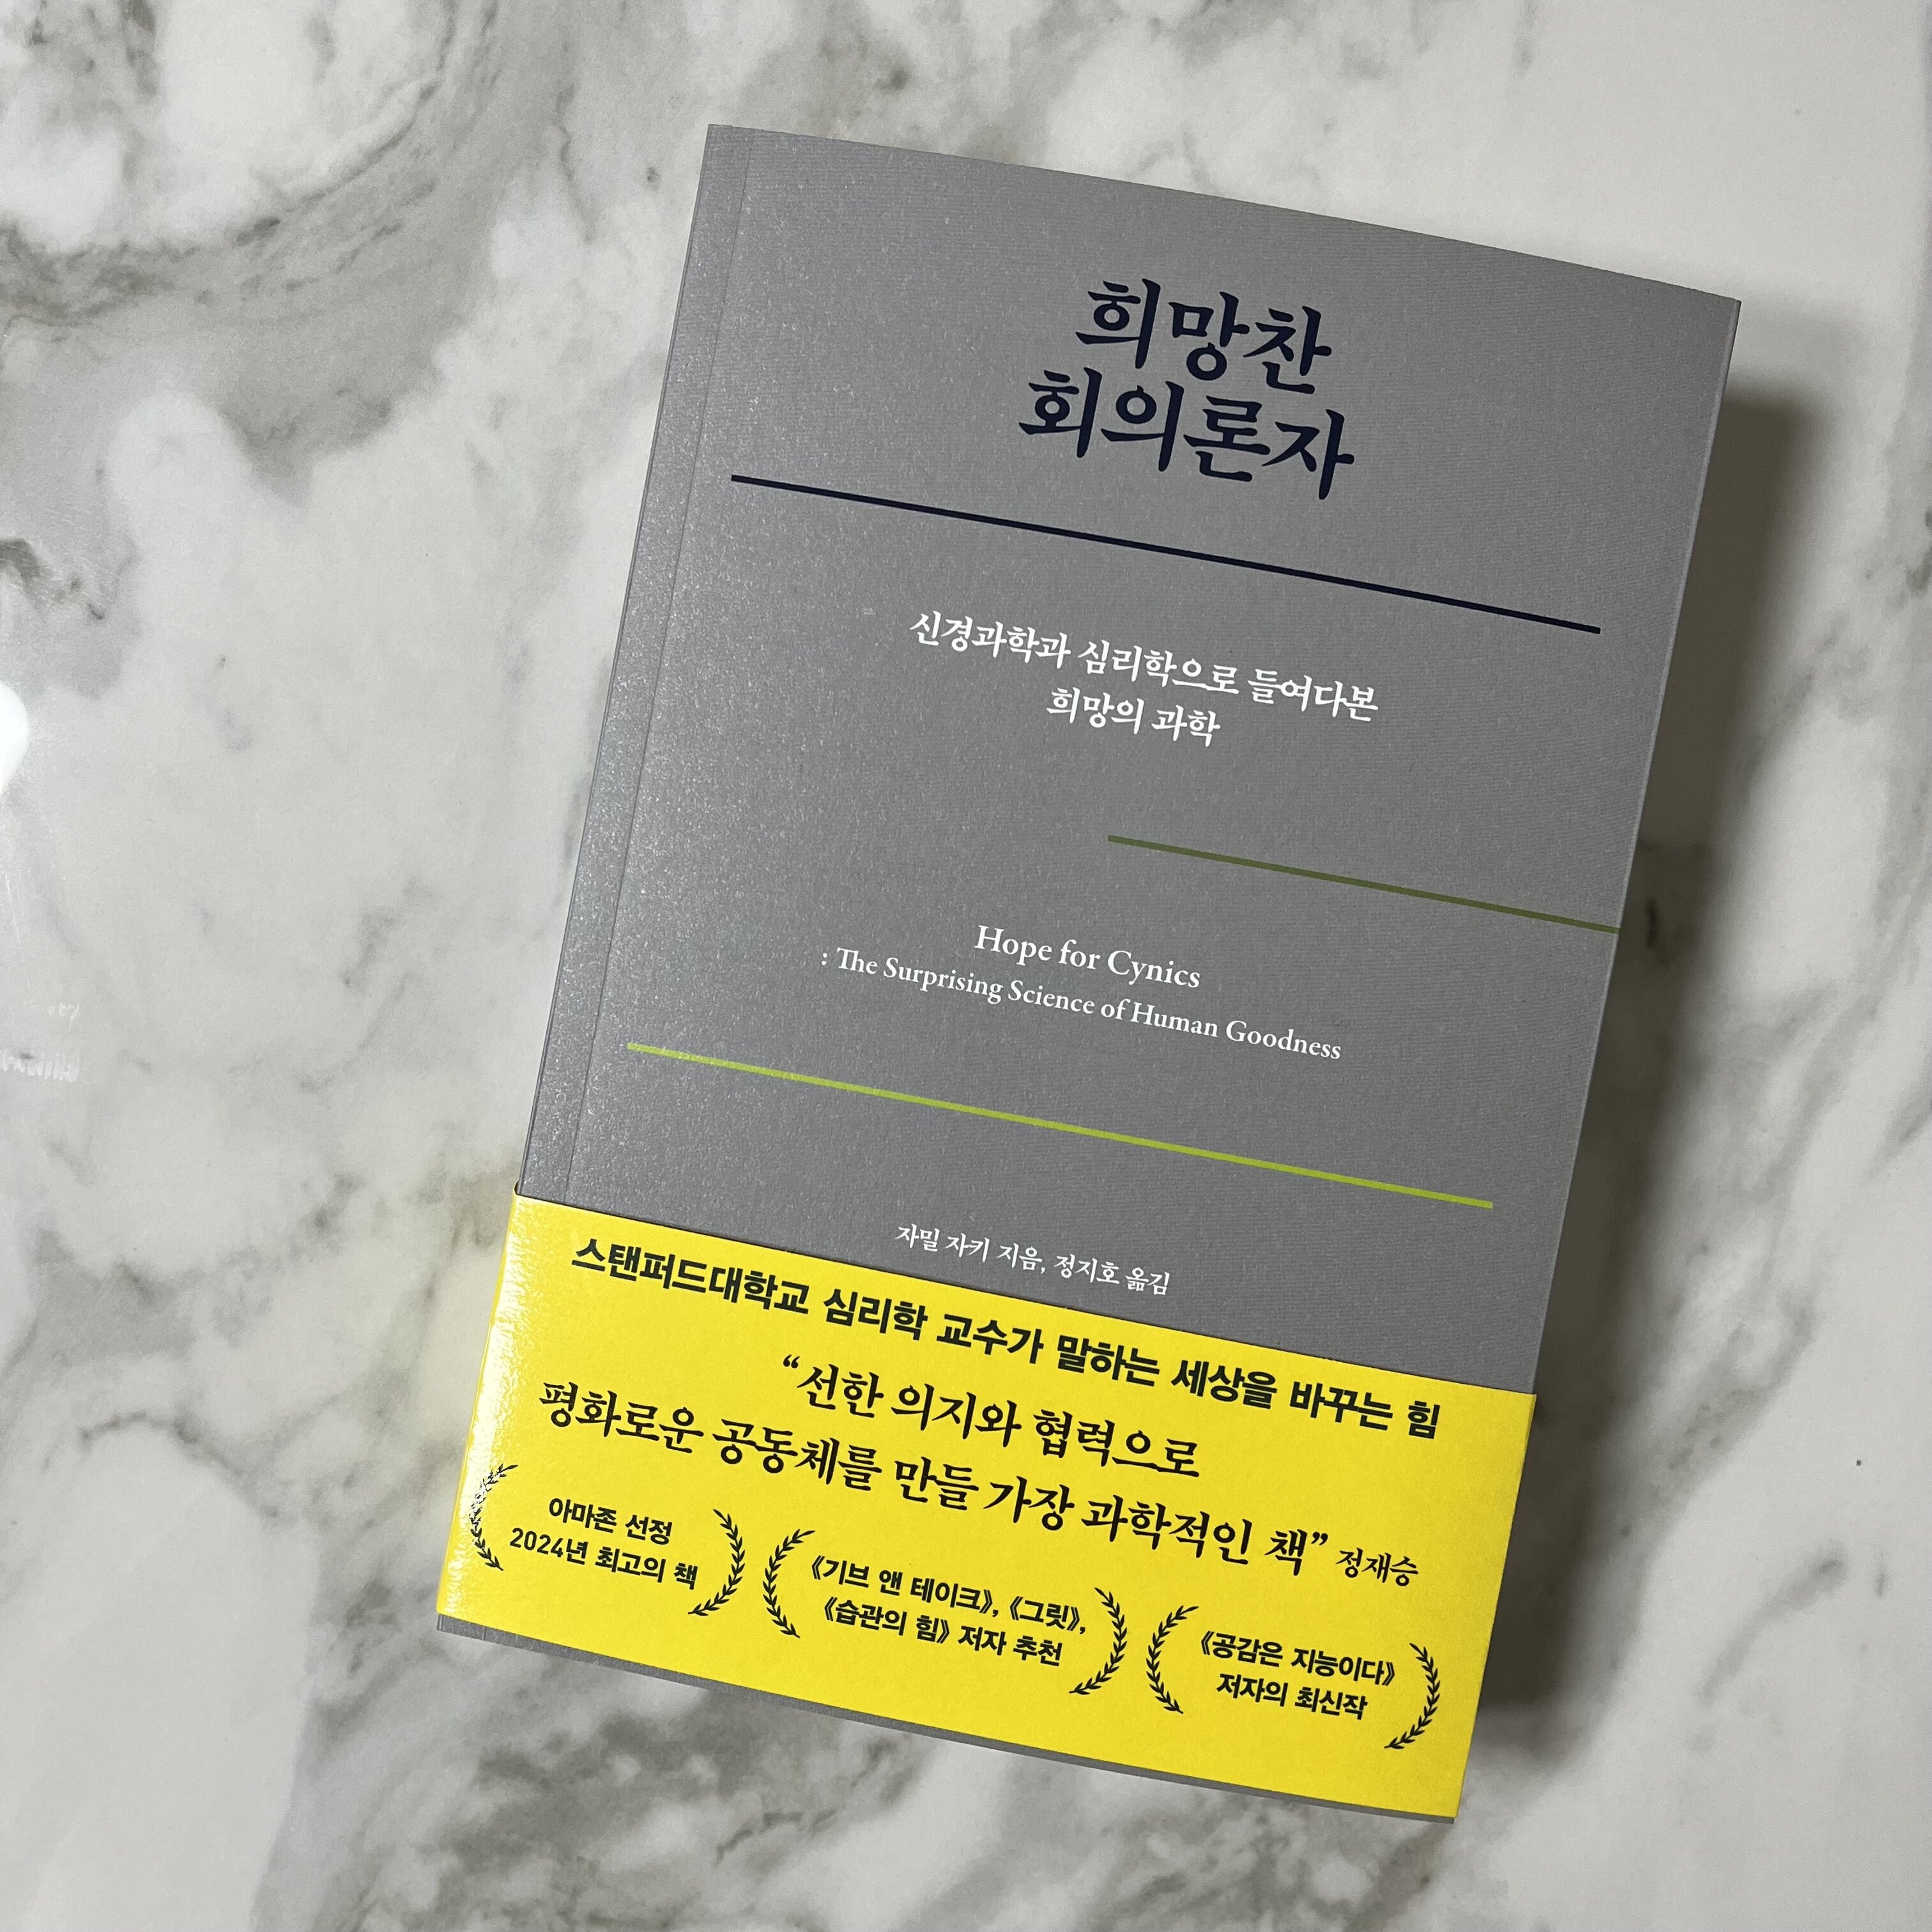 희망찬
회의론자
신경과학과 심리학으로 들여다본
희망의 과학
Hope for Cynics
: The Surprising Science of Human Goodness
자밀 자키 지음, 정지호 옮김
스탠퍼드대학교 심리학 교수가 말하는 세상을 바꾸는 힘
“선한 의지와 협력으로
평화로운 공동체를 만들 가장 과학적인 책” 정재승
아마존 선정
2024년 최고의 책
《기브 앤 테이크》, 《그릿》,
《습관의 힘》 저자 추천
《공감은 지능이다》
저자의 최신작